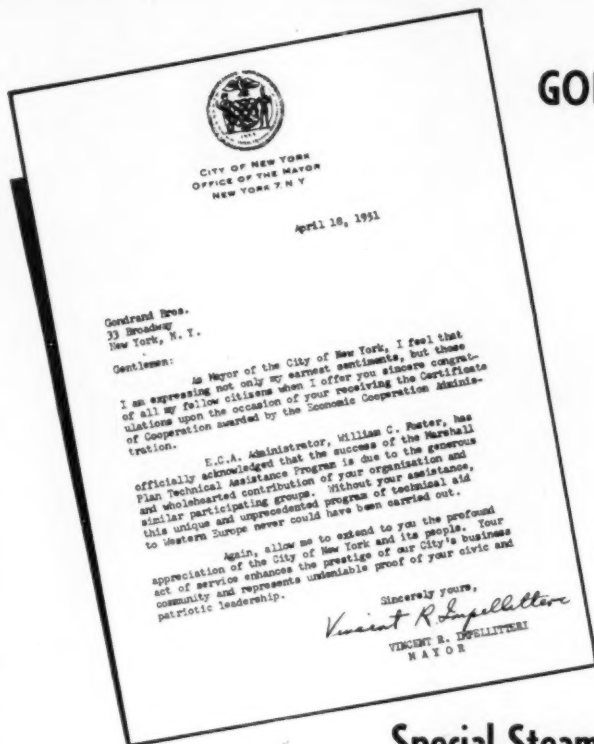 GO
CITY OF NEW YORK
OFFICE OF THE MAYOR
NEW YORK 7, N Y
April 18, 1951
Gondrand Bros.
33 Broadway
New York, N. Y.
Gentlemen:
As Mayor of the City of New York, I feel that
I am expressing not only my earnest sentiments, but those
of all my fellow citizens when I offer you sincere congrat-
ulations upon the occasion of your receiving the Certificate
of Cooperation awarded by the Economic Cooperation Adminis-
tration.
E.C.A. Administrator, William C. Foster, has
officially acknowledged that the success of the Marshall
Plan Technical Assistance Program is due to the generous
and wholehearted contribution of your organization and
similar participating groups. Without your assistance,
this unique and unprecedented program of technical aid
to Western Europe never could have been carried out.
Again, allow me to extend to you the profound
appreciation of the City of New York and its people. Your
act of service enhances the prestige of our City's business
community and represents undeniable proof of your civic and
patriotic leadership.
Sincerely yours,
Vincent R. Impellitteri
VINCENT R. IMPELLITTERI
MAYOR
Special Steam